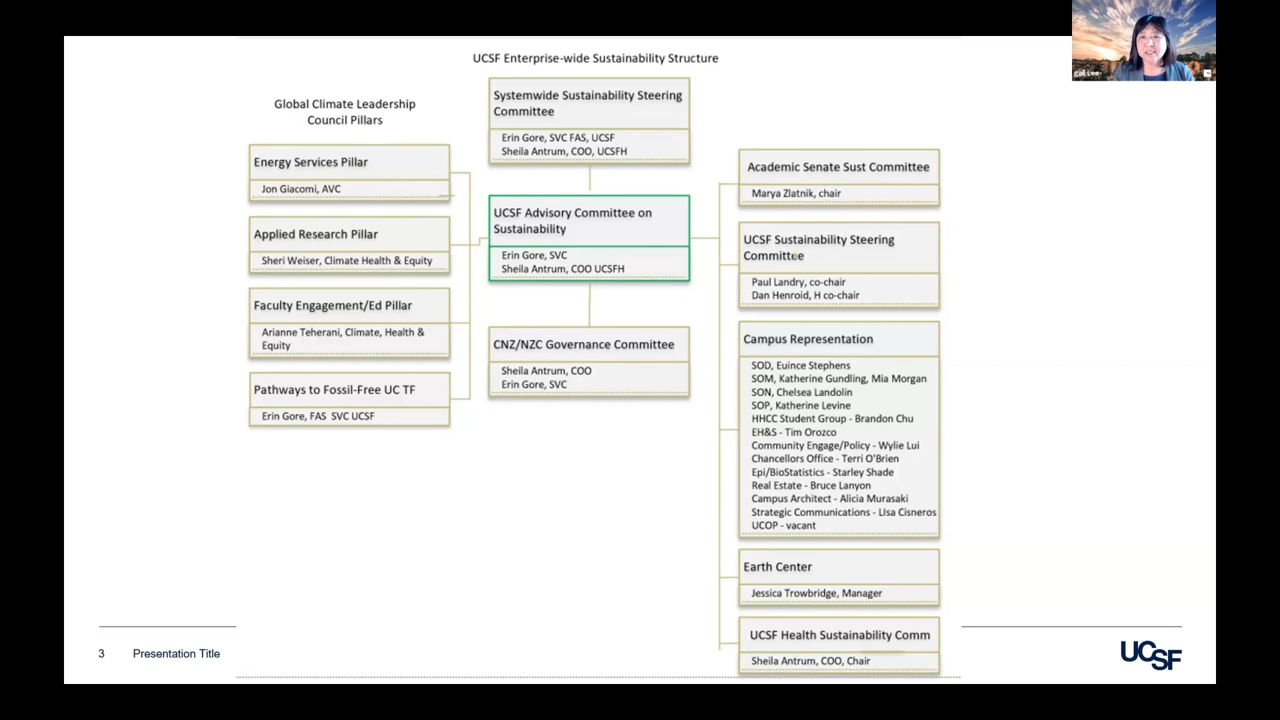 UCSF Enterprise-wide Sustainability Structure
Global Climate Leadership
Council Pillars
Energy Services Pillar
Jon Giacomi, AVC
Applied Research Pillar
Sheri Weiser, Climate Health & Equity
Faculty Engagement/Ed Pillar
Arianne Teherani, Climate, Health &
Equity
Pathways to Fossil-Free UC TF
Erin Gore, FAS SVC UCSF
Systemwide Sustainability Steering
Committee
Erin Gore, SVC FAS, UCSF
Sheila Antrum, COO, UCSFH
UCSF Advisory Committee on
Sustainability
Erin Gore, SVC
Sheila Antrum, COO UCSFH
CNZ/NZC Governance Committee
Sheila Antrum, COO
Erin Gore, SVC
Academic Senate Sust Committee
Marya Zlatnik, chair
UCSF Sustainability Steering
Committee
Paul Landry, co-chair
Dan Henroid, H co-chair
Campus Representation
SOD, Euince Stephens
SOM, Katherine Gundling, Mia Morgan
SON, Chelsea Landolin
SOP, Katherine Levine
HHCC Student Group - Brandon Chu
EH&S - Tim Orozco
Community Engage/Policy - Wylie Lui
Chancellors Office - Terri O'Brien
Epi/BioStatistics - Starley Shade
Real Estate - Bruce Lanyon
Campus Architect - Alicia Murasaki
Strategic Communications - LIsa Cisneros
UCOP - vacant
Earth Center
Jessica Trowbridge, Manager
UCSF Health Sustainability Comm
Sheila Antrum, COO, Chair
3 Presentation Title
UCSF
gail Lee